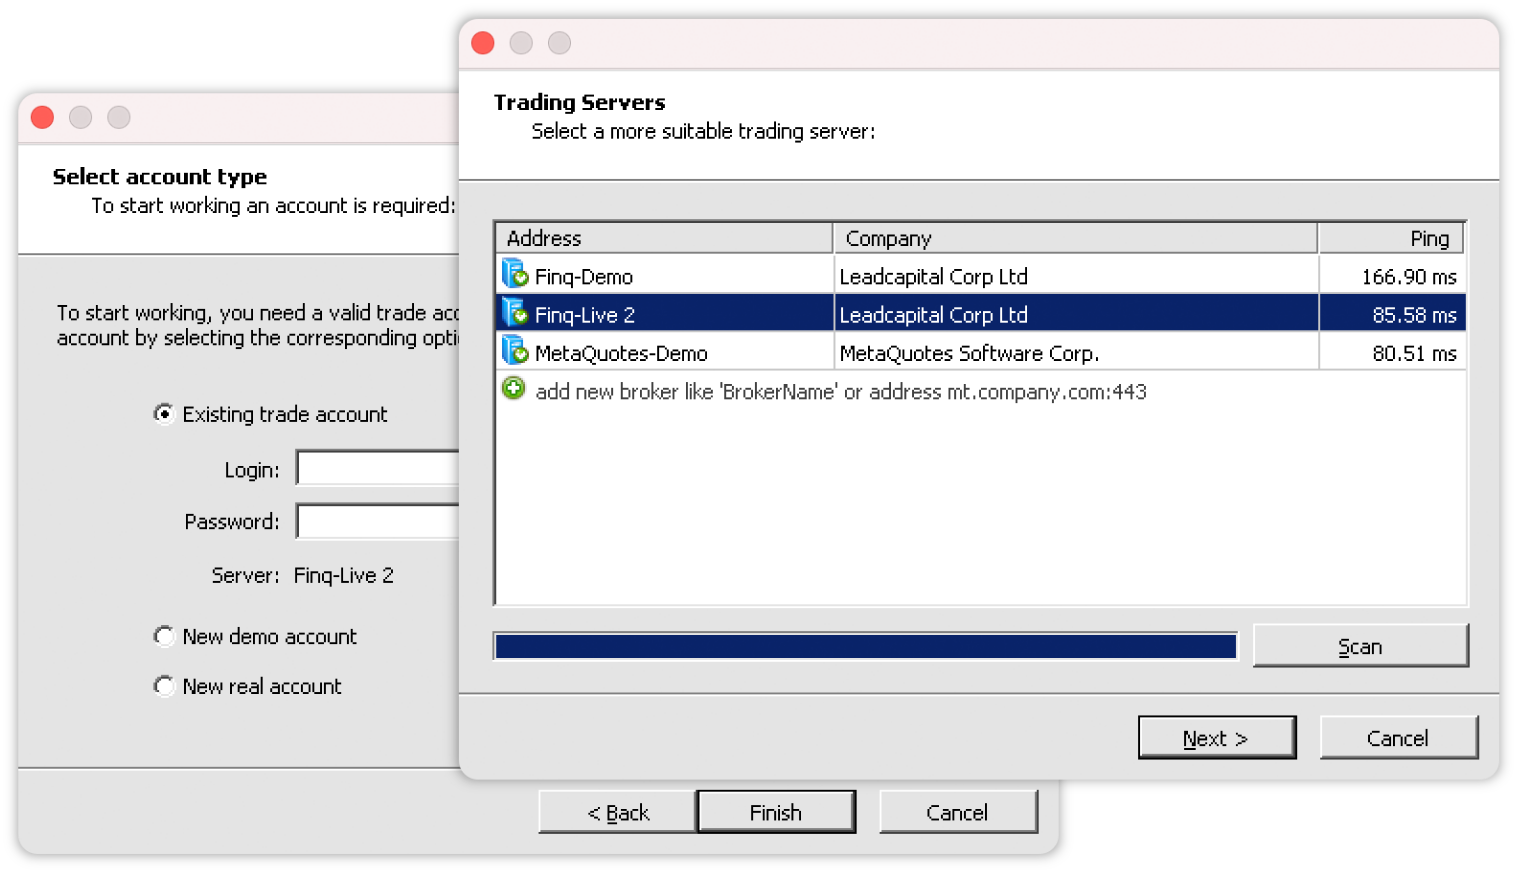 Trading Servers
Select a more suitable trading server:
Address Company Ping
Finq-Demo Leadcapital Corp Ltd 166.90 ms
Finq-Live 2 Leadcapital Corp Ltd 85.58 ms
MetaQuotes-Demo MetaQuotes Software Corp. 80.51 ms
add new broker like 'BrokerName' or address mt.company.com:443
Scan
Next > Cancel
Select account type
To start working an account is required:
To start working, you need a valid trade
account by selecting the corresponding
Existing trade account
Login:
Password:
Server: Finq-Live 2
New demo account
New real account
< Back Finish Cancel